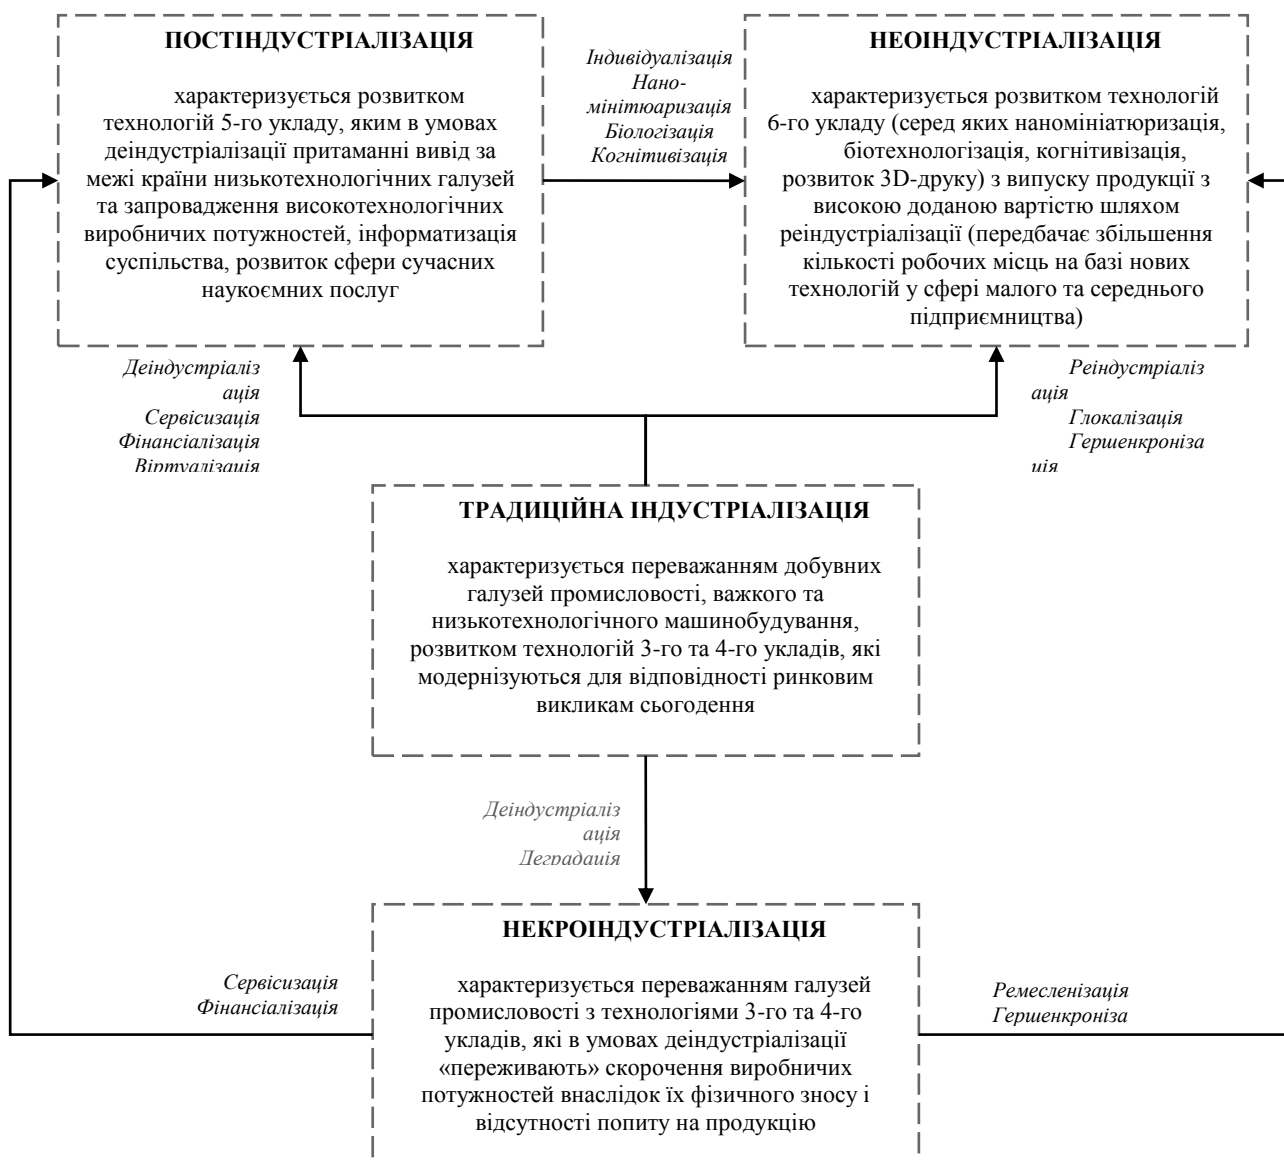 ПОСТІНДУСТРІАЛІЗАЦІЯ
характеризується розвитком
технологій 5-го укладу, яким в умовах
деіндустріалізації притаманні вивід за
межі країни низькотехнологічних галузей
та запровадження високотехнологічних
виробничих потужностей, інформатизація
суспільства, розвиток сфери сучасних
наукоємних послуг
Індивідуалізація
Нано-
мінітюаризація
Біологізація
Когнітивізація
НЕОІНДУСТРІАЛІЗАЦІЯ
характеризується розвитком технологій
6-го укладу (серед яких наномініатюризація,
біотехнологізація, когнітивізація,
розвиток 3D-друку) з випуску продукції з
високою доданою вартістю шляхом
реіндустріалізації (передбачає збільшення
кількості робочих місць на базі нових
технологій у сфері малого та середнього
підприємництва)
Деіндустріаліз
ація
Сервісизація
Фінансіалізація
Віртуалізація
Реіндустріаліз
ація
Глокалізація
Гершенкроніза
ція
ТРАДИЦІЙНА ІНДУСТРІАЛІЗАЦІЯ
характеризується переважанням добувних
галузей промисловості, важкого та
низькотехнологічного машинобудування,
розвитком технологій 3-го та 4-го укладів, які
модернізуються для відповідності ринковим
викликам сьогодення
Деіндустріаліз
ація
Деградація
НЕКРОІНДУСТРІАЛІЗАЦІЯ
характеризується переважанням галузей
промисловості з технологіями 3-го та 4-го
укладів, які в умовах деіндустріалізації
«переживають» скорочення виробничих
потужностей внаслідок їх фізичного зносу і
відсутності попиту на продукцію
Сервісизація
Фінансіалізація
Ремесленізація
Гершенкроніза